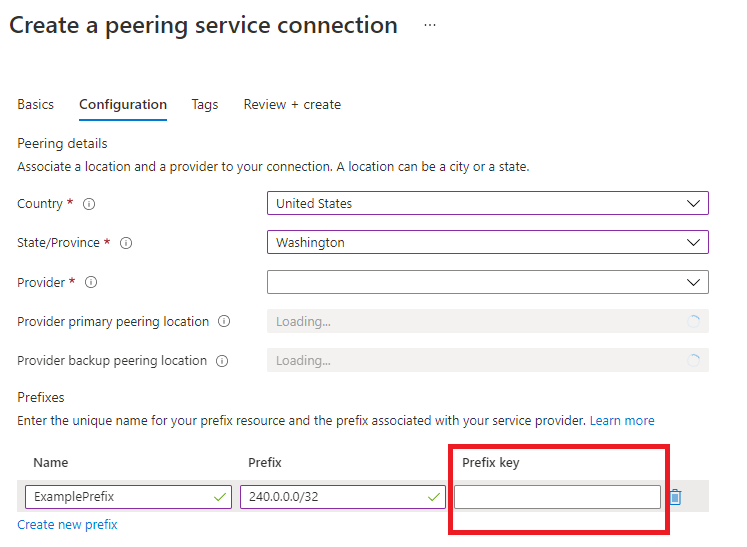 Create a peering service connection ...
Basics Configuration Tags Review + create
Peering details
Associate a location and a provider to your connection. A location can be a city or a state.
Country * United States
State/Province * Washington
Provider *
Provider primary peering location Loading...
Provider backup peering location Loading...
Prefixes
Enter the unique name for your prefix resource and the prefix associated with your service provider. Learn more
Name Prefix Prefix key
ExamplePrefix 240.0.0.0/32
Create new prefix